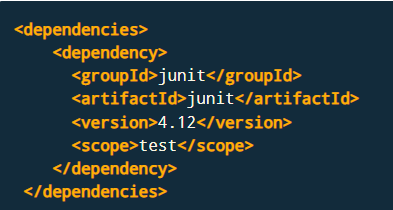 <dependencies>
    <dependency>
      <groupId>junit</groupId>
      <artifactId>junit</artifactId>
      <version>4.12</version>
      <scope>test</scope>
    </dependency>
 </dependencies>